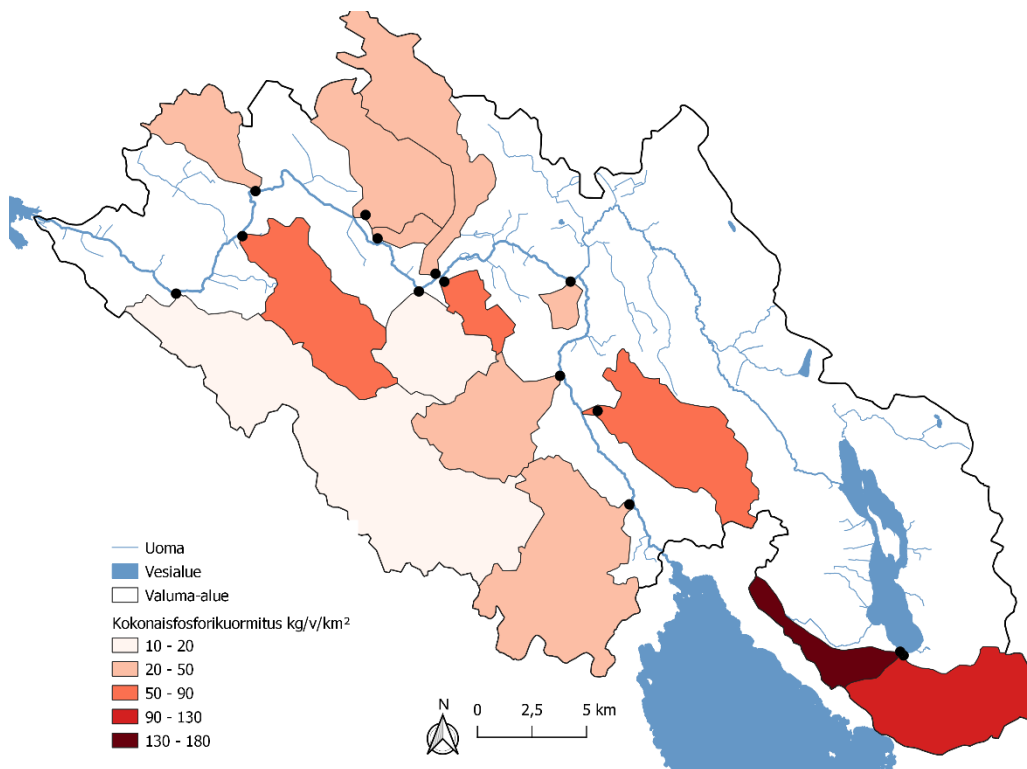 Uoma
Vesialue
Valuma-alue
Kokonaisfosforikuormitus kg/v/km²
10 - 20
20 - 50
50 - 90
90 - 130
130 - 180
N
0 2,5 5 km